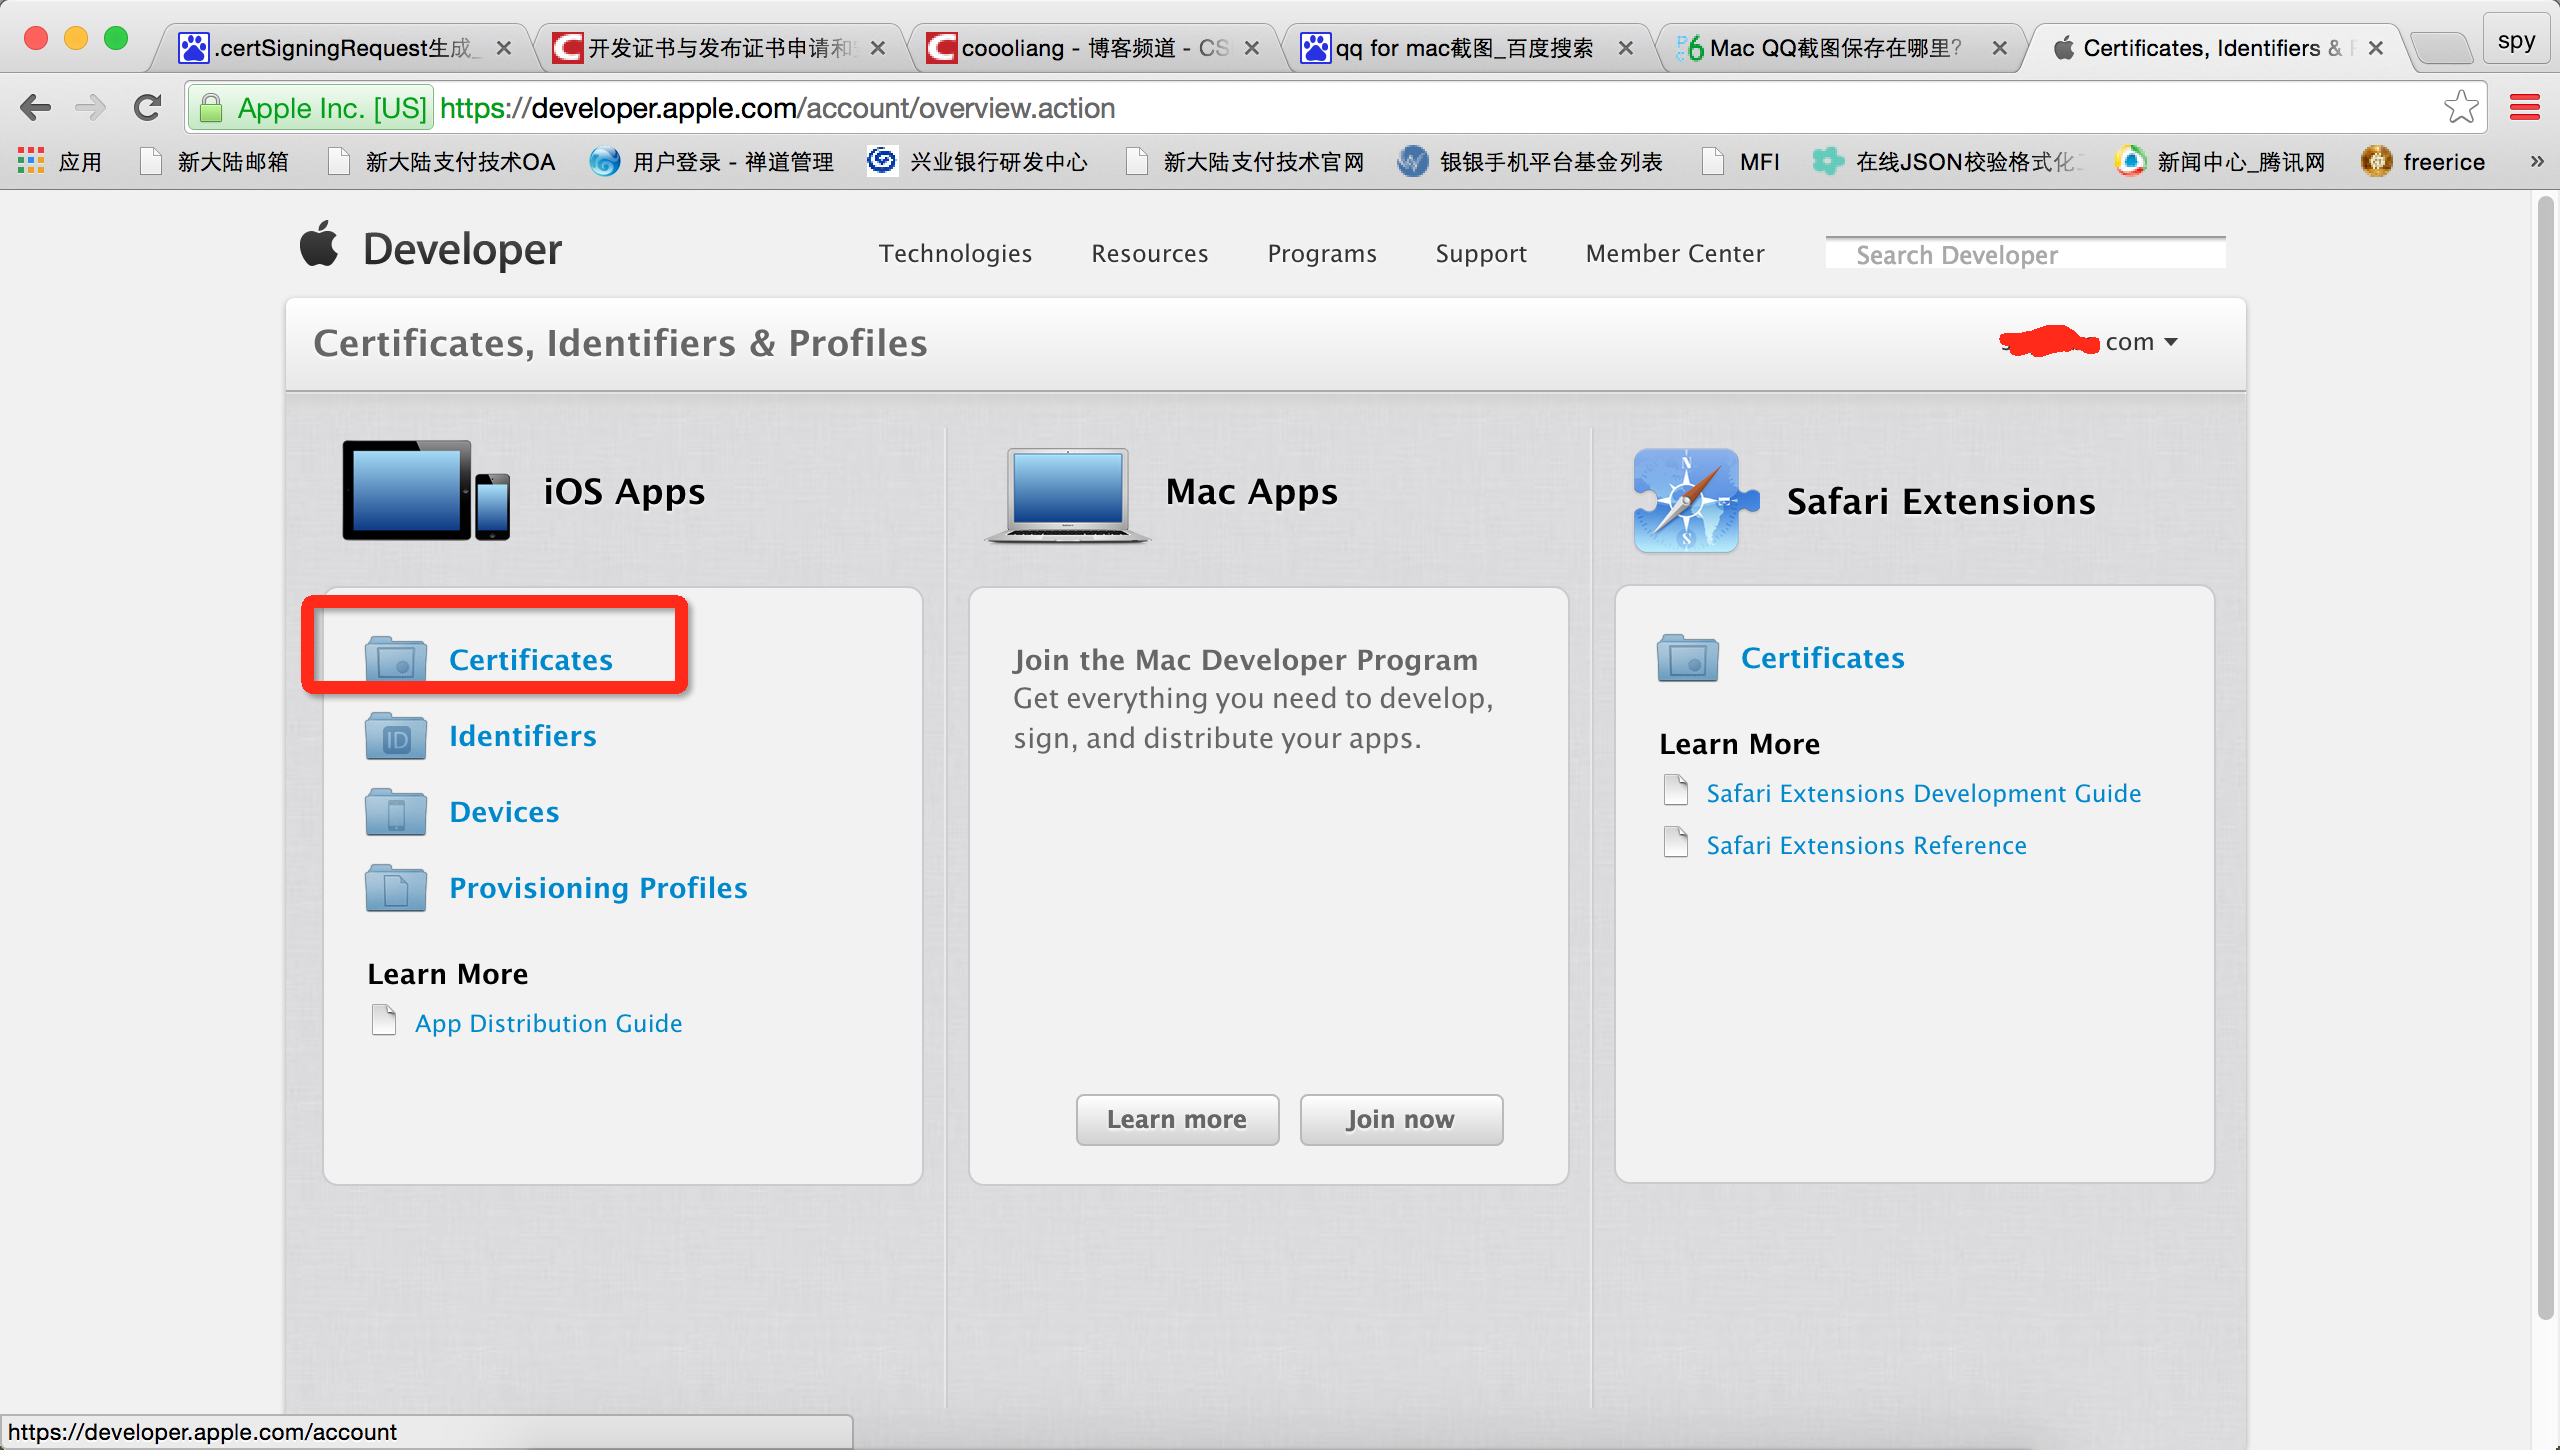 .certSigningRequest生成_
开发证书与发布证书申请和
coooliang - 博客频道 - CS
qq for mac截图_百度搜索
Mac QQ截图保存在哪里?
Certificates, Identifiers &
spy
Apple Inc. [US]
https://developer.apple.com/account/overview.action
应用
新大陆邮箱
新大陆支付技术OA
用户登录 - 禅道管理
兴业银行研发中心
新大陆支付技术官网
银银手机平台基金列表
MFI
在线JSON校验格式化
新闻中心_腾讯网
freerice
»
Developer
Technologies
Resources
Programs
Support
Member Center
Search Developer
Certificates, Identifiers & Profiles
com
iOS Apps
Certificates
Identifiers
Devices
Provisioning Profiles
Learn More
App Distribution Guide
Mac Apps
Join the Mac Developer Program
Get everything you need to develop,
sign, and distribute your apps.
Learn more
Join now
Safari Extensions
Certificates
Learn More
Safari Extensions Development Guide
Safari Extensions Reference
https://developer.apple.com/account